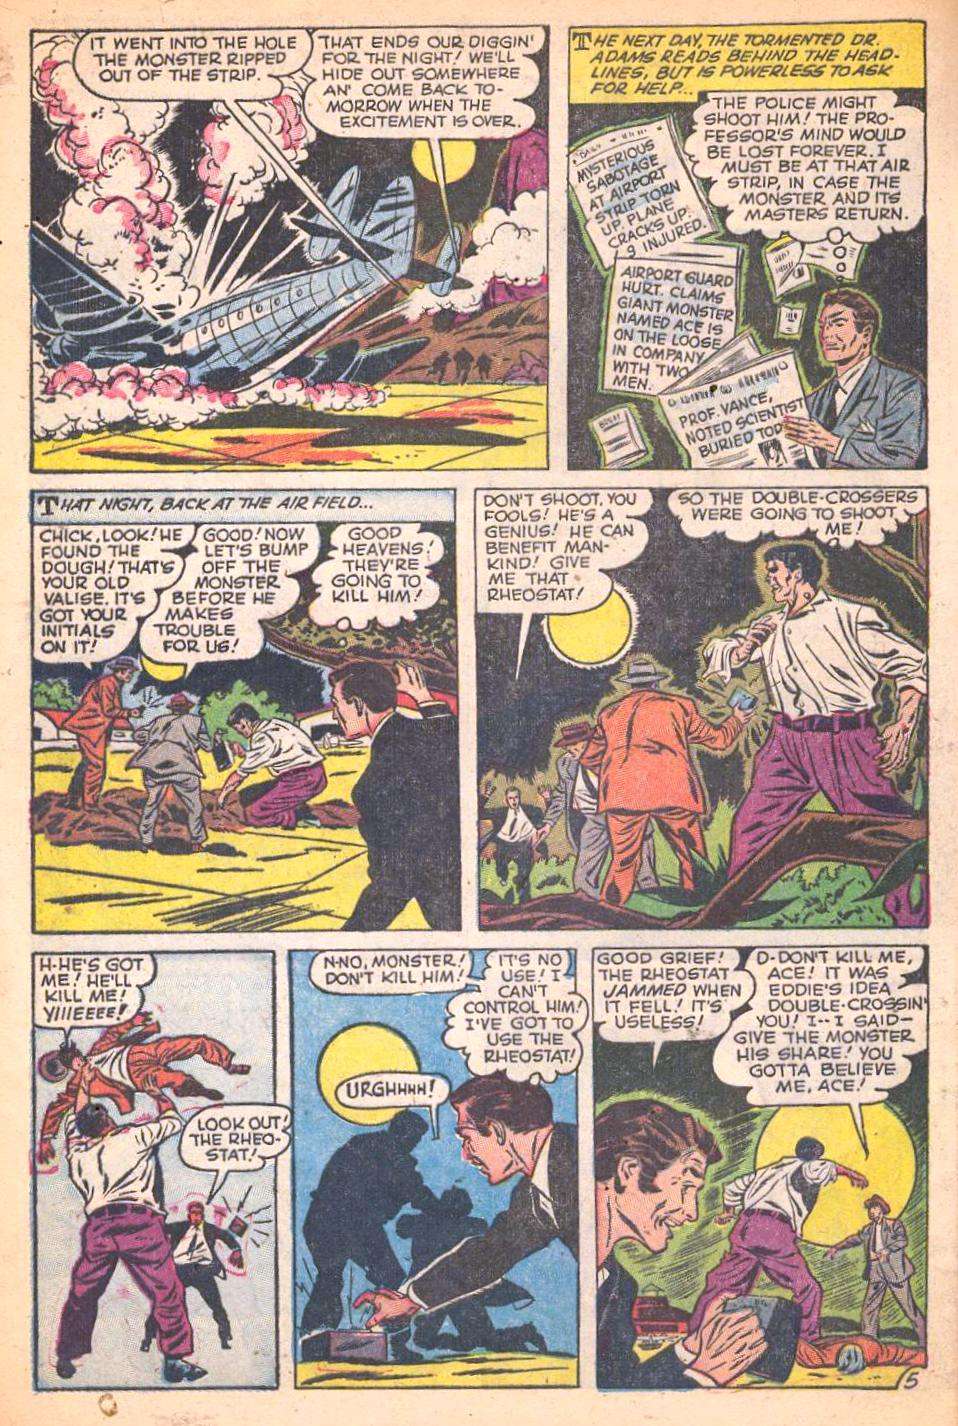 IT WENT INTO THE HOLE
THE MONSTER RIPPED
OUT OF THE STRIP.
THAT ENDS OUR DIGGIN'
FOR THE NIGHT! WE'LL
HIDE OUT SOMEWHERE
AN' COME BACK TO-
MORROW WHEN THE
EXCITEMENT IS OVER.
THE NEXT DAY, THE TORMENTED DR.
ADAMS READS BEHIND THE HEAD-
LINES, BUT IS POWERLESS TO ASK
FOR HELP...
THE POLICE MIGHT
SHOOT HIM! THE PRO-
FESSOR'S MIND WOULD
BE LOST FOREVER. I
MUST BE AT THAT AIR
STRIP, IN CASE THE
MONSTER AND ITS
MASTERS RETURN.
DAILY
MYSTERIOUS
SABOTAGE
AT AIRPORT
STRIP TORN
UP, PLANE
CRACKS UP.
9 INJURED.
AIRPORT GUARD
HURT. CLAIMS
GIANT MONSTER
NAMED ACE IS
ON THE LOOSE
IN COMPANY
WITH TWO
MEN.
PROF. VANCE,
NOTED SCIENTIST
BURIED TOD
THAT NIGHT, BACK AT THE AIR FIELD...
CHICK, LOOK! HE
FOUND THE
DOUGH! THAT'S
YOUR OLD
VALISE. IT'S
GOT YOUR
INITIALS
ON IT!
GOOD! NOW
LET'S BUMP
OFF THE
MONSTER
BEFORE HE
MAKES
TROUBLE
FOR US!
GOOD
HEAVENS!
THEY'RE
GOING TO
KILL HIM!
DON'T SHOOT, YOU
FOOLS! HE'S A
GENIUS! HE CAN
BENEFIT MAN-
KIND! GIVE
ME THAT
RHEOSTAT!
SO THE DOUBLE-CROSSERS
WERE GOING TO SHOOT
ME!
H-HE'S GOT
ME! HE'LL
KILL ME!
YIIIEEEE!
LOOK OUT!
THE RHEO-
STAT!
N-NO, MONSTER!
DON'T KILL HIM!
URGHHHH!
IT'S NO
USE! I
CAN'T
CONTROL HIM!
I'VE GOT TO
USE THE
RHEOSTAT!
GOOD GRIEF!
THE RHEOSTAT
JAMMED WHEN
IT FELL! IT'S
USELESS!
D-DON'T KILL ME,
ACE! IT WAS
EDDIE'S IDEA
DOUBLE-CROSSIN'
YOU! I--I SAID-
GIVE THE MONSTER
HIS SHARE! YOU
GOTTA BELIEVE
ME, ACE!
5